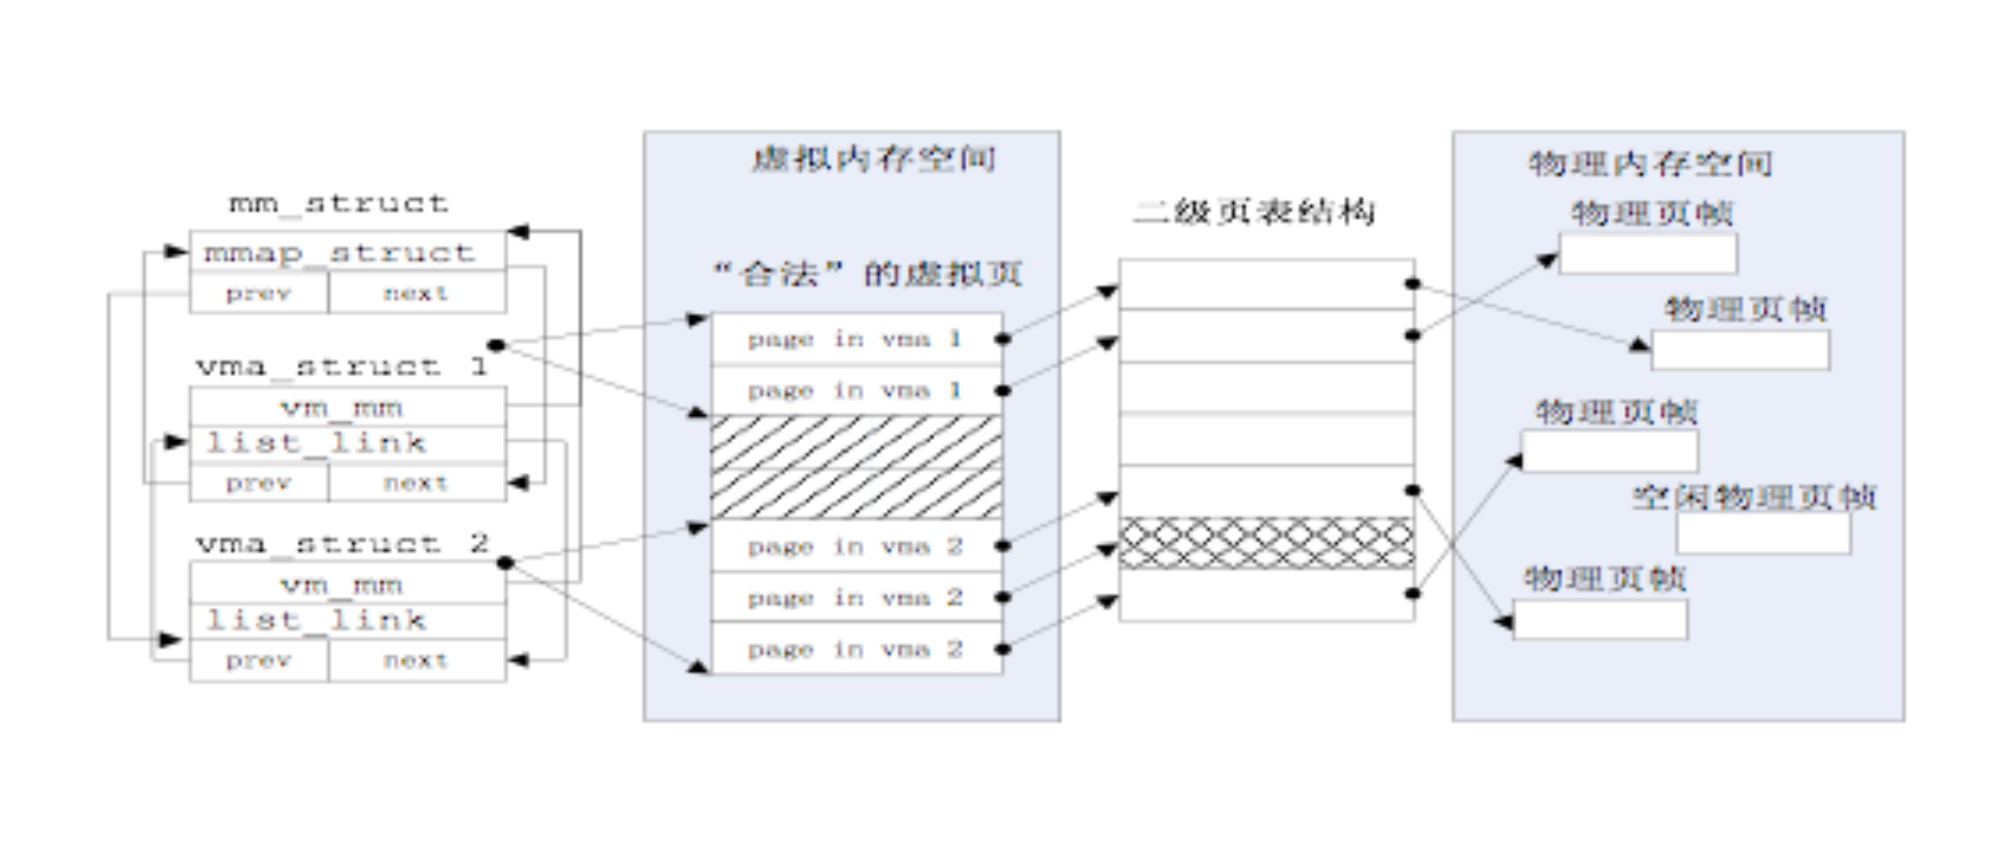 mm_struct
mmap_struct
prev next
vma_struct 1
vm_mm
list_link
prev next
vma_struct 2
vm_mm
list_link
prev next
虚拟内存空间
“合法”的虚拟页
page in vma 1
page in vma 1
page in vma 2
page in vma 2
page in vma 2
二级页表结构
物理内存空间
物理页帧
物理页帧
物理页帧
空闲物理页帧
物理页帧